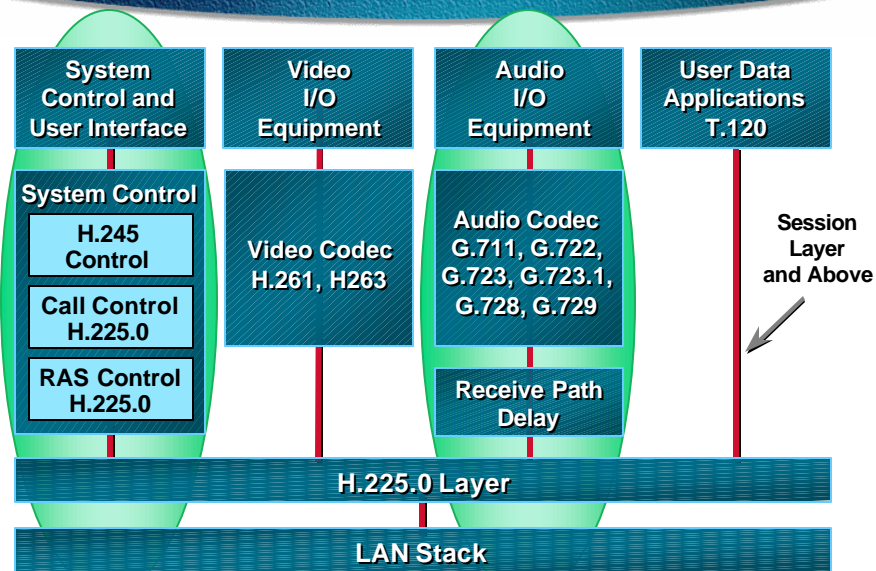 System
Control and
User Interface
Video
I/O
Equipment
Audio
I/O
Equipment
User Data
Applications
T.120
System Control
H.245
Control
Call Control
H.225.0
RAS Control
H.225.0
Video Codec
H.261, H263
Audio Codec
G.711, G.722,
G.723, G.723.1,
G.728, G.729
Receive Path
Delay
Session
Layer
and Above
H.225.0 Layer
LAN Stack